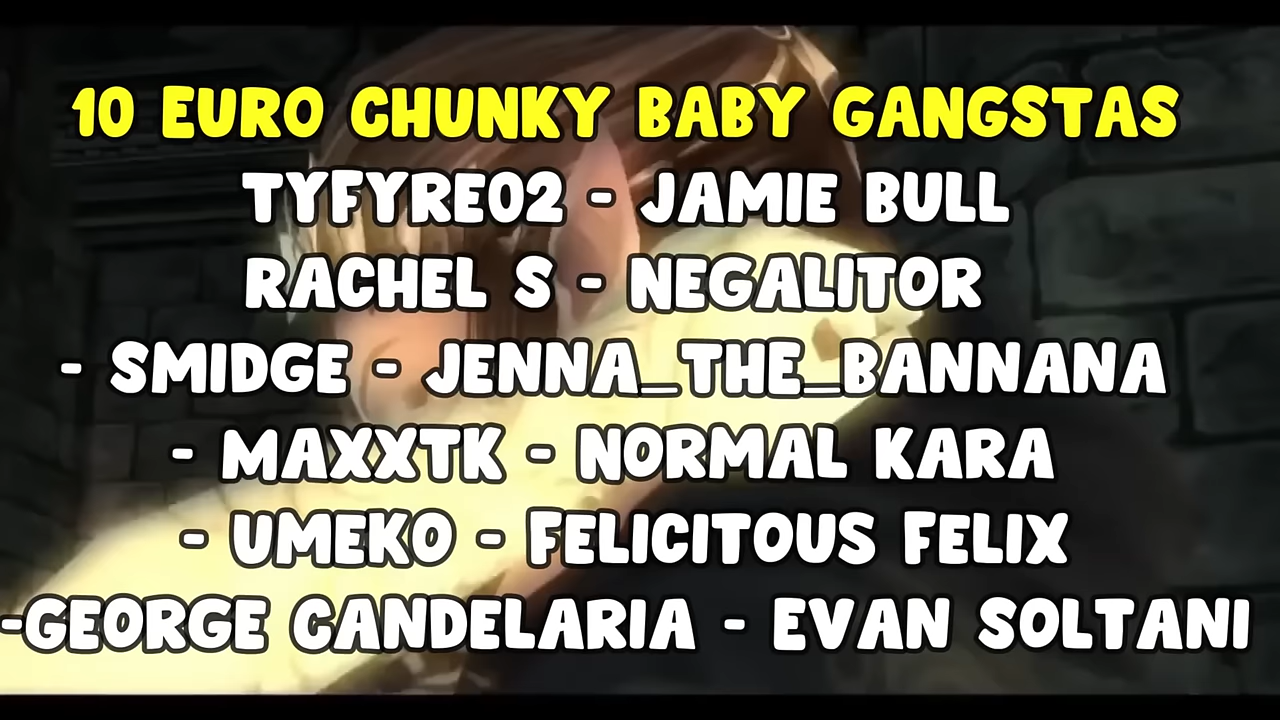 10 EURO CHUNKY BABY GANGSTAS
TYFYRE02 - JAMIE BULL
RACHEL S - NEGALITOR
- SMIDGE - JENNA_THE_BANNANA
- MAXXTK - NORMAL KARA
- UMEKO - FELICITOUS FELIX
-GEORGE CANDELARIA - EVAN SOLTANI